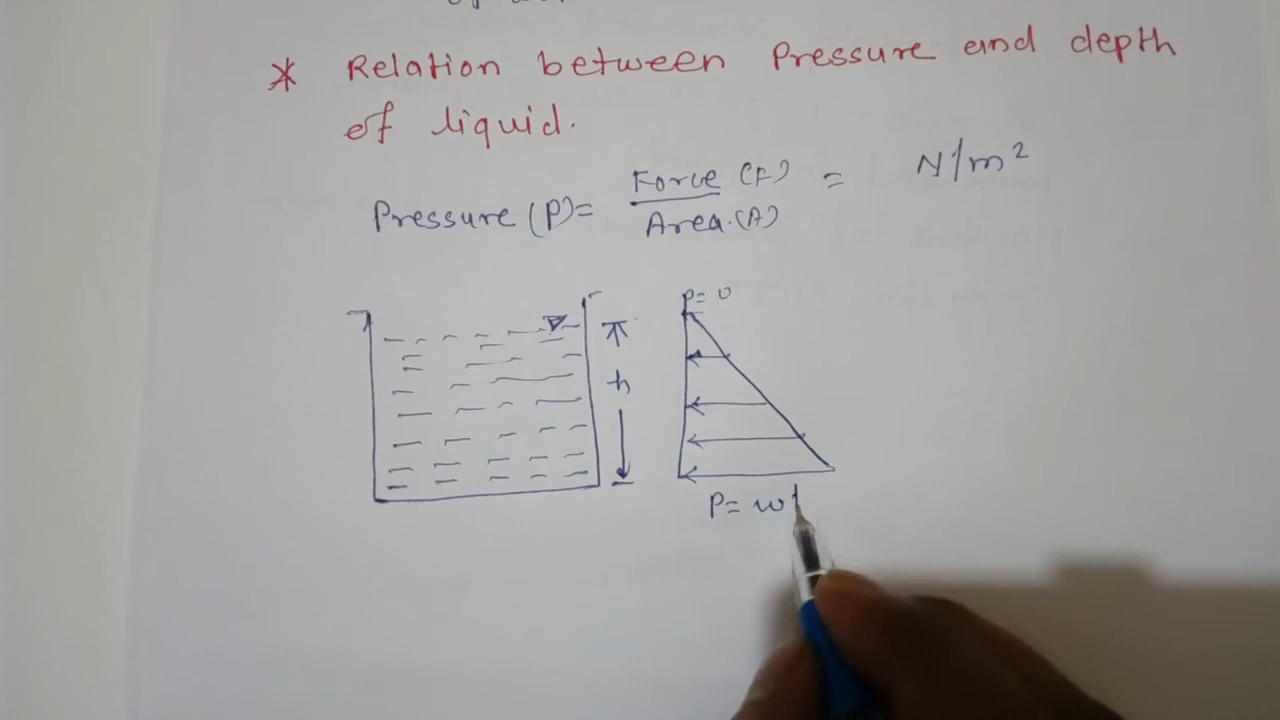 * Relation between Pressure and depth
of liquid.
Pressure (P) = Force (F) / Area. (A) = N/m²
P = 0
h
P = w